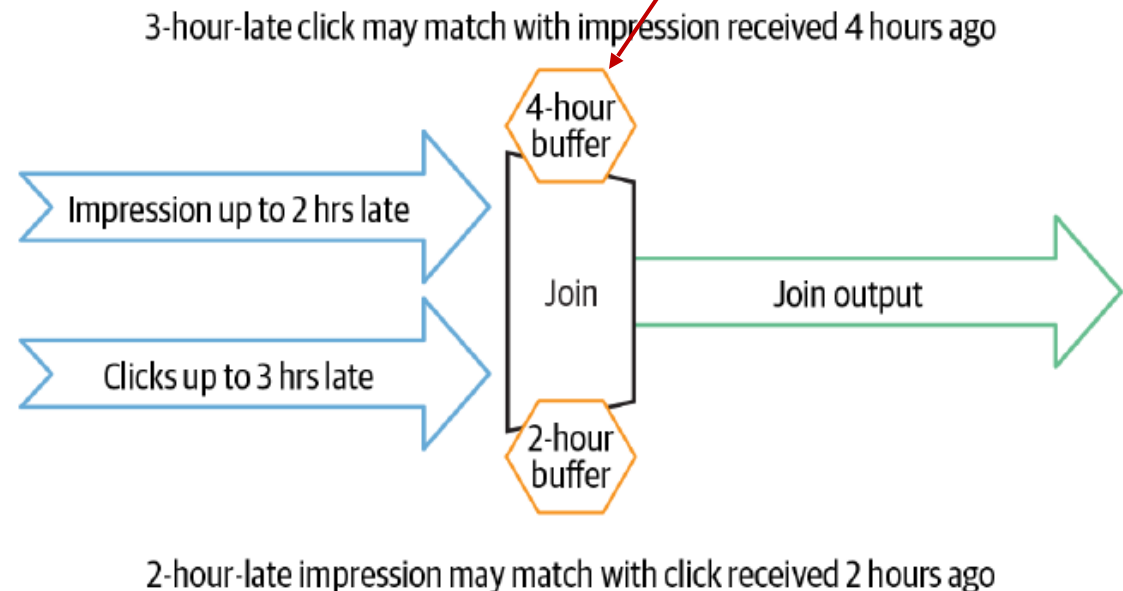 3-hour-late click may match with impression received 4 hours ago
4-hour
buffer
Impression up to 2 hrs late
Join
Join output
Clicks up to 3 hrs late
2-hour
buffer
2-hour-late impression may match with click received 2 hours ago